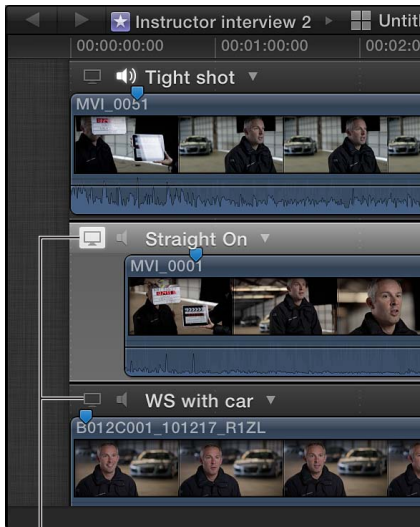 Instructor interview 2 Untitl
00:00:00:00 00:01:00:00 00:02:0
Tight shot
MVI_0051
Straight On
MVI_0001
WS with car
B012C001_101217_R1ZL